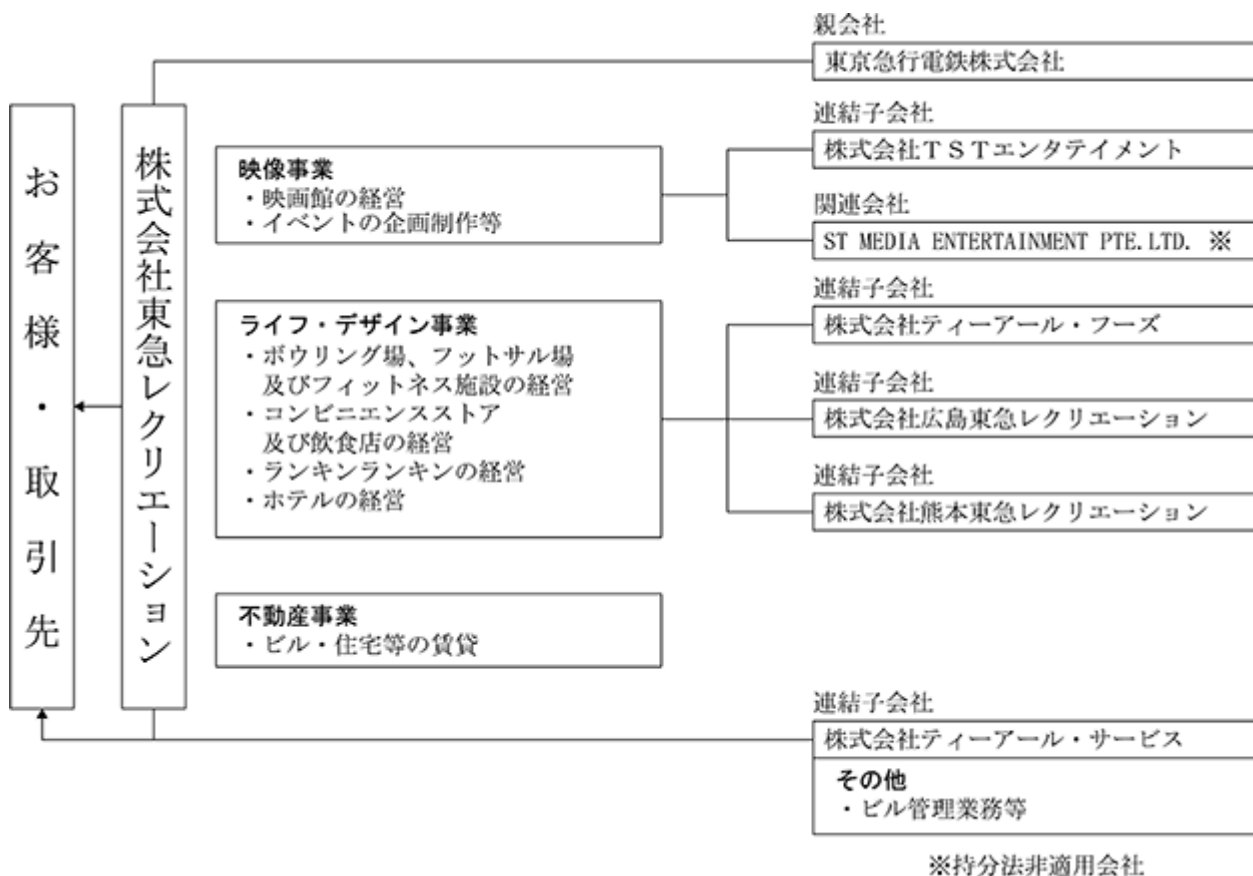 親会社
東京急行電鉄株式会社
お客様・取引先
株式会社東急レクリエーション
映像事業
・映画館の経営
・イベントの企画制作等
連結子会社
株式会社ＴＳＴエンタテイメント
関連会社
ST MEDIA ENTERTAINMENT PTE.LTD. ※
ライフ・デザイン事業
・ボウリング場、フットサル場
及びフィットネス施設の経営
・コンビニエンスストア
及び飲食店の経営
・ランキンランキンの経営
・ホテルの経営
連結子会社
株式会社ティーアール・フーズ
連結子会社
株式会社広島東急レクリエーション
連結子会社
株式会社熊本東急レクリエーション
不動産事業
・ビル・住宅等の賃貸
連結子会社
株式会社ティーアール・サービス
その他
・ビル管理業務等
※持分法非適用会社